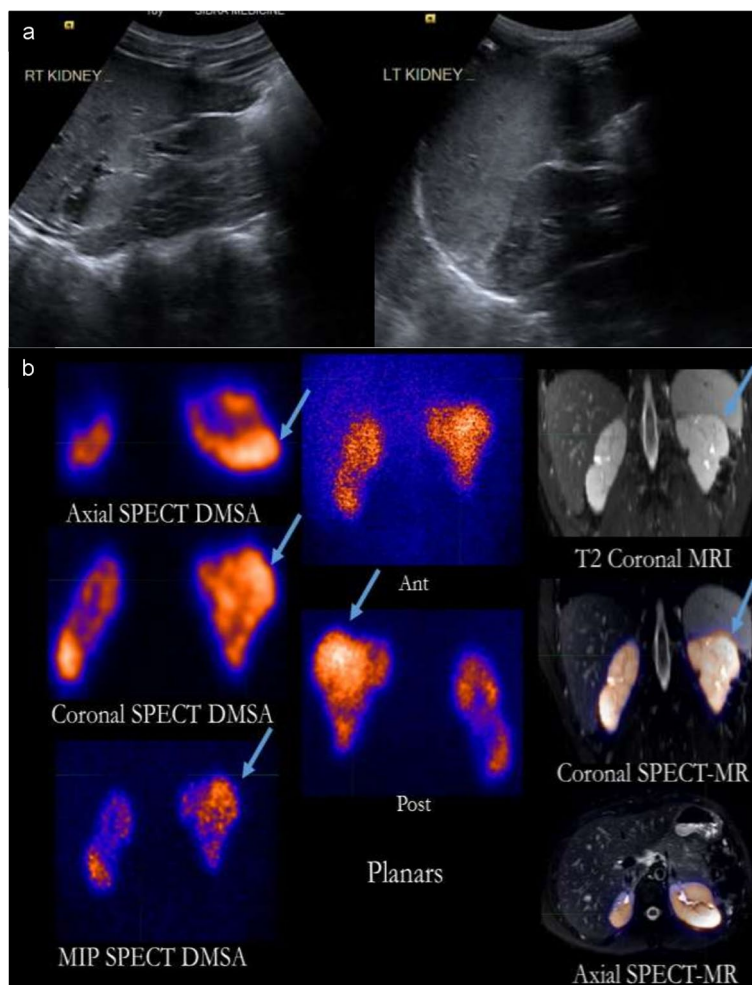 a
SIDRA MEDICINE
RT KIDNEY
LT KIDNEY
b
Axial SPECT DMSA
Ant
T2 Coronal MRI
Coronal SPECT DMSA
Post
Coronal SPECT-MR
MIP SPECT DMSA
Planars
Axial SPECT-MR